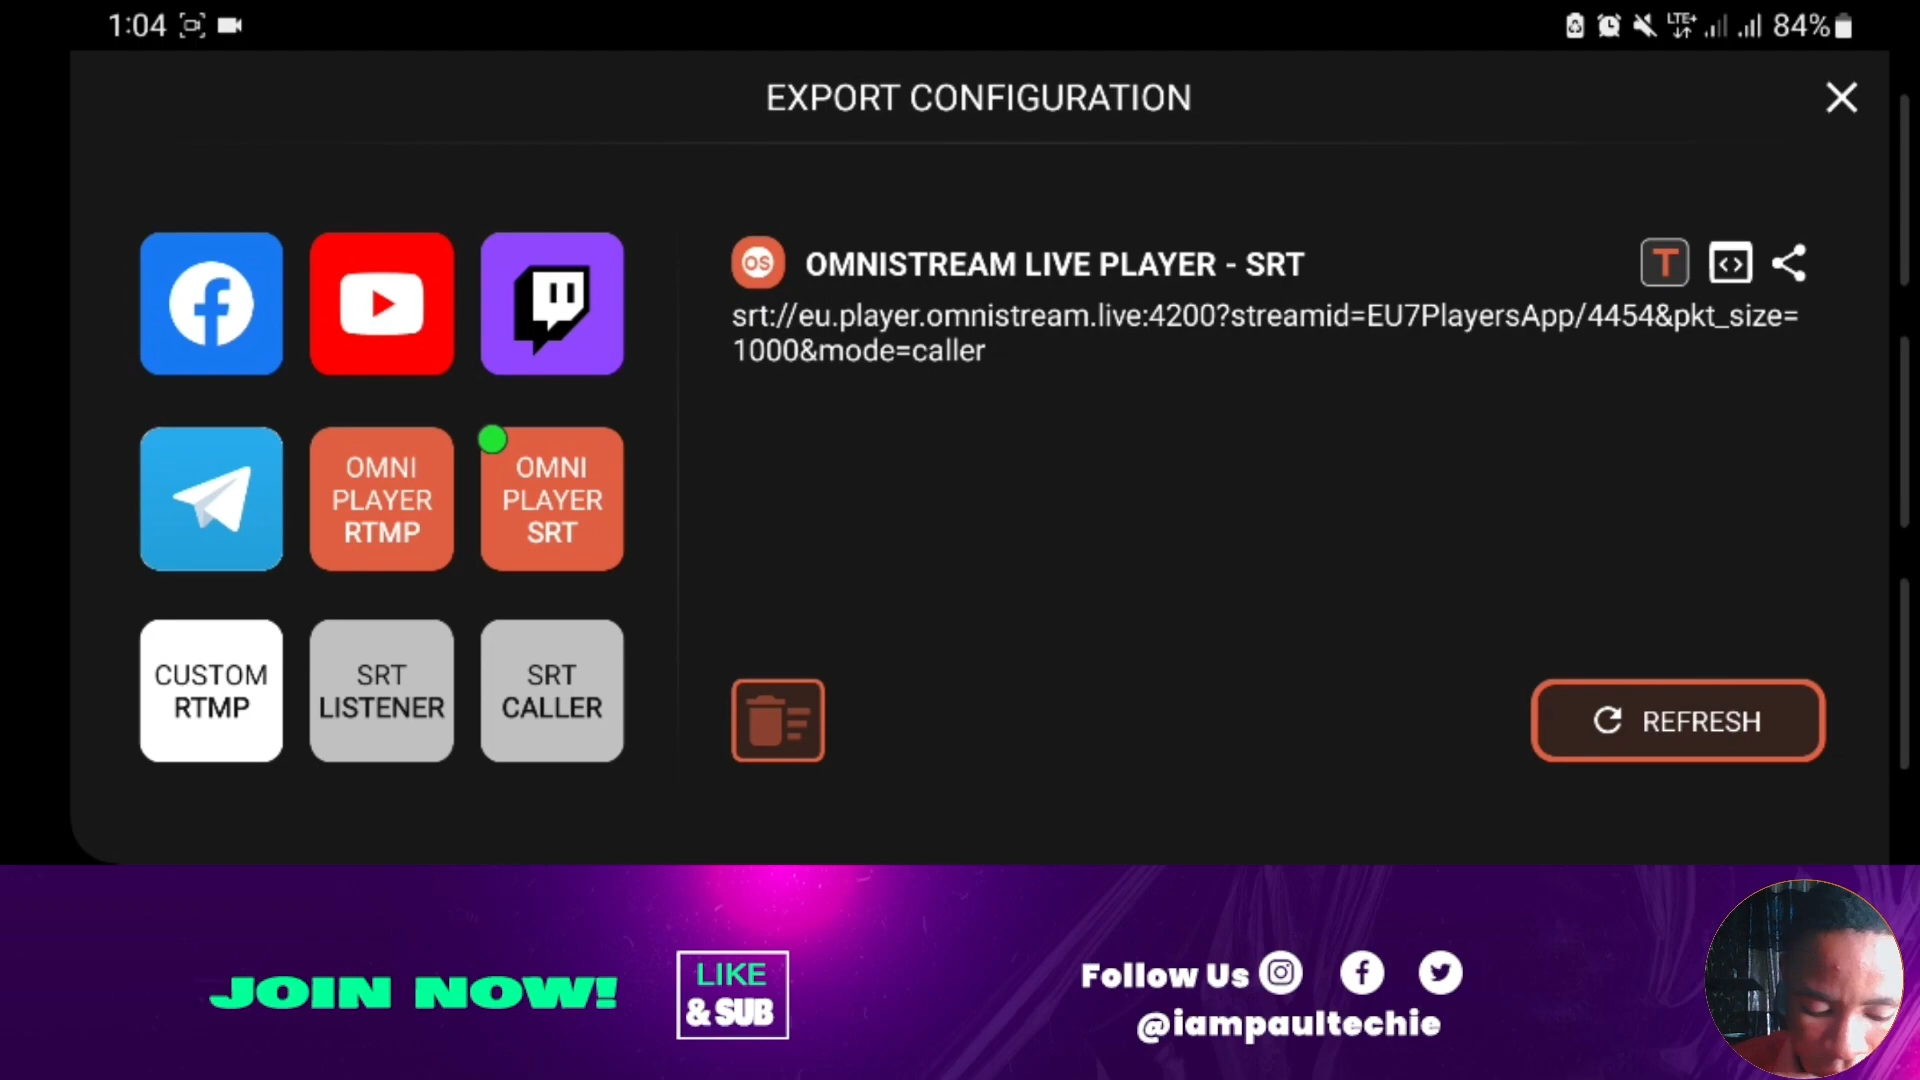 1:04
LTE+
84%
EXPORT CONFIGURATION
OS
OMNISTREAM LIVE PLAYER - SRT
T
srt://eu.player.omnistream.live:4200?streamid=EU7PlayersApp/4454&pkt_size=
1000&mode=caller
OMNI
PLAYER
RTMP
OMNI
PLAYER
SRT
CUSTOM
RTMP
SRT
LISTENER
SRT
CALLER
REFRESH
JOIN NOW!
LIKE
& SUB
Follow Us
@iampaultechie